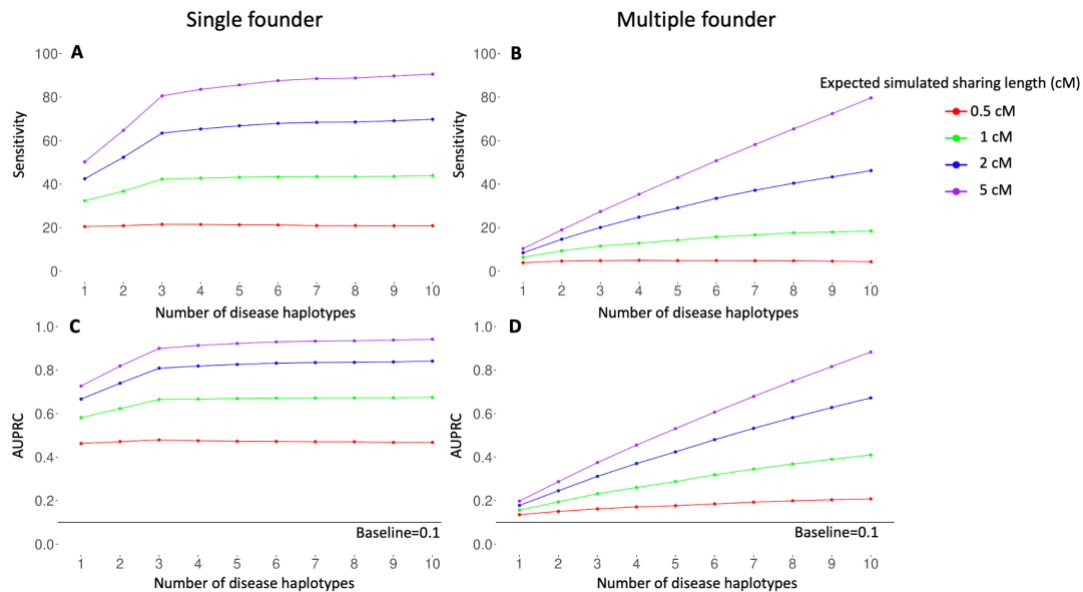 Single founder
Multiple founder
A
B
100
80
60
40
20
0
Sensitivity
1 2 3 4 5 6 7 8 9 10
Number of disease haplotypes
100
80
60
40
20
0
Sensitivity
1 2 3 4 5 6 7 8 9 10
Number of disease haplotypes
Expected simulated sharing length (cM)
0.5 cM
1 cM
2 cM
5 cM
C
D
1.0
0.8
0.6
0.4
0.2
0.0
AUPRC
Baseline=0.1
1 2 3 4 5 6 7 8 9 10
Number of disease haplotypes
1.0
0.8
0.6
0.4
0.2
0.0
AUPRC
Baseline=0.1
1 2 3 4 5 6 7 8 9 10
Number of disease haplotypes